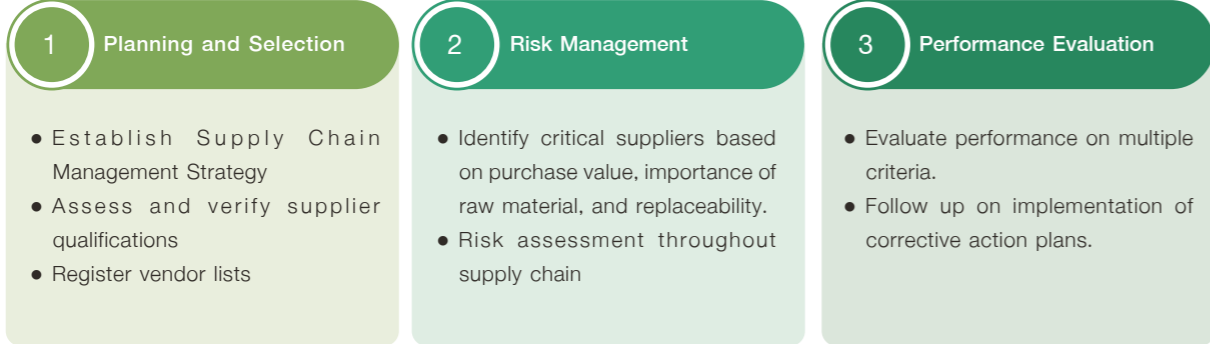 1
Planning and Selection
● Establish Supply Chain
Management Strategy
● Assess and verify supplier
qualifications
● Register vendor lists
2
Risk Management
● Identify critical suppliers based
on purchase value, importance of
raw material, and replaceability.
● Risk assessment throughout
supply chain
3
Performance Evaluation
● Evaluate performance on multiple
criteria.
● Follow up on implementation of
corrective action plans.